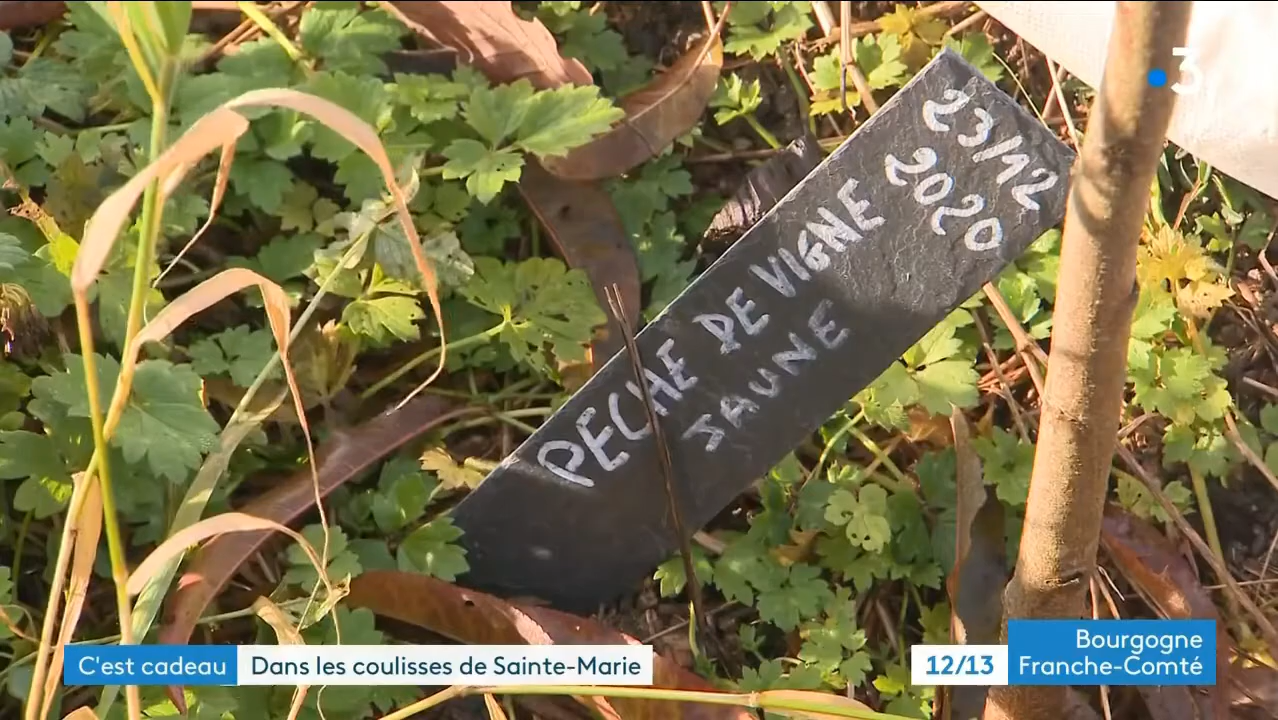 3
23/12
2020
PECHE DE VIGNE
JAUNE
C'est cadeau
Dans les coulisses de Sainte-Marie
12/13
Bourgogne
Franche-Comté